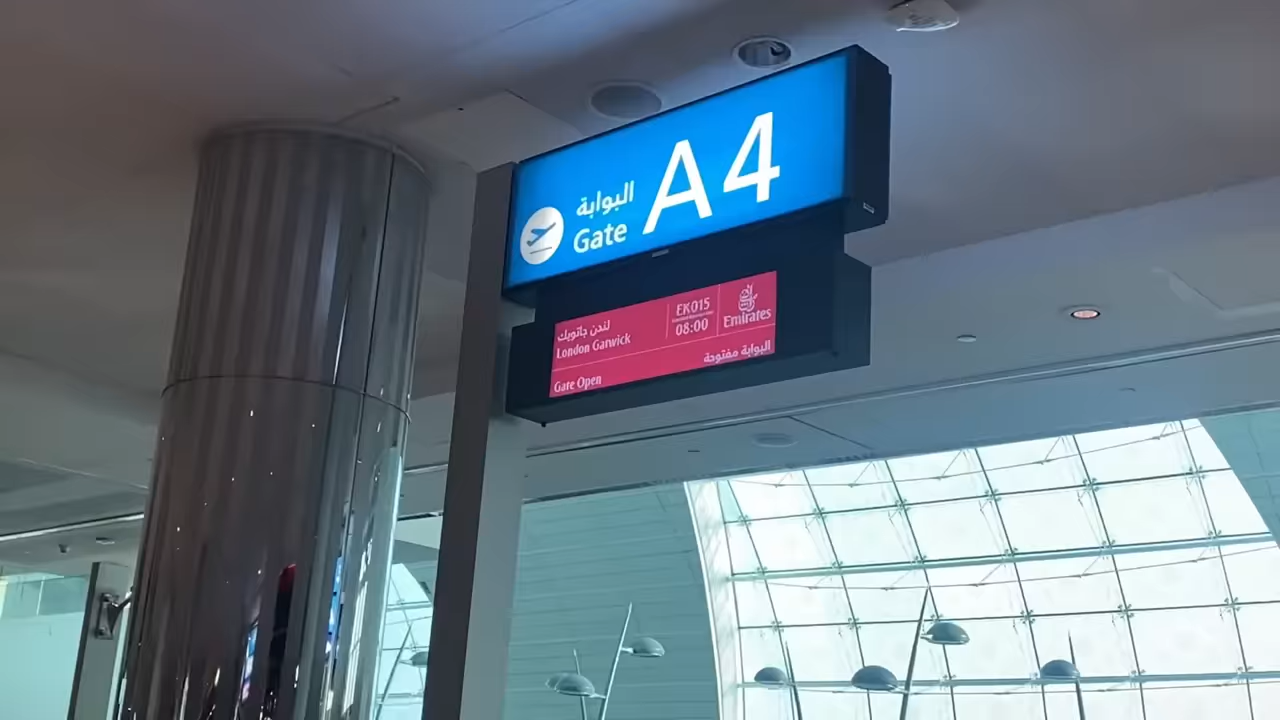 البوابة
Gate
A4
لندن جاتويك
London Gatwick
EK015
08:00
Emirates
البوابة مفتوحة
Gate Open